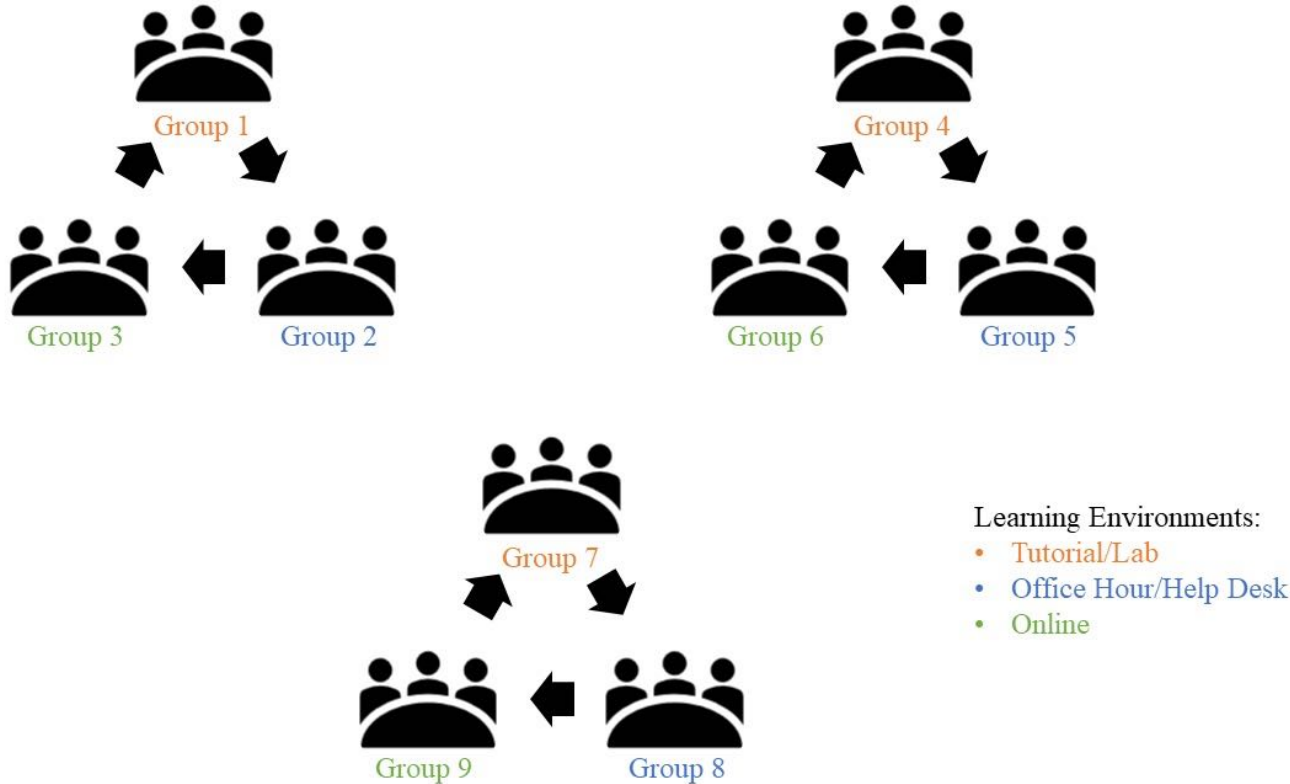 Group 1
Group 4
Group 3
Group 2
Group 6
Group 5
Group 7
Learning Environments:
• Tutorial/Lab
• Office Hour/Help Desk
• Online
Group 9
Group 8